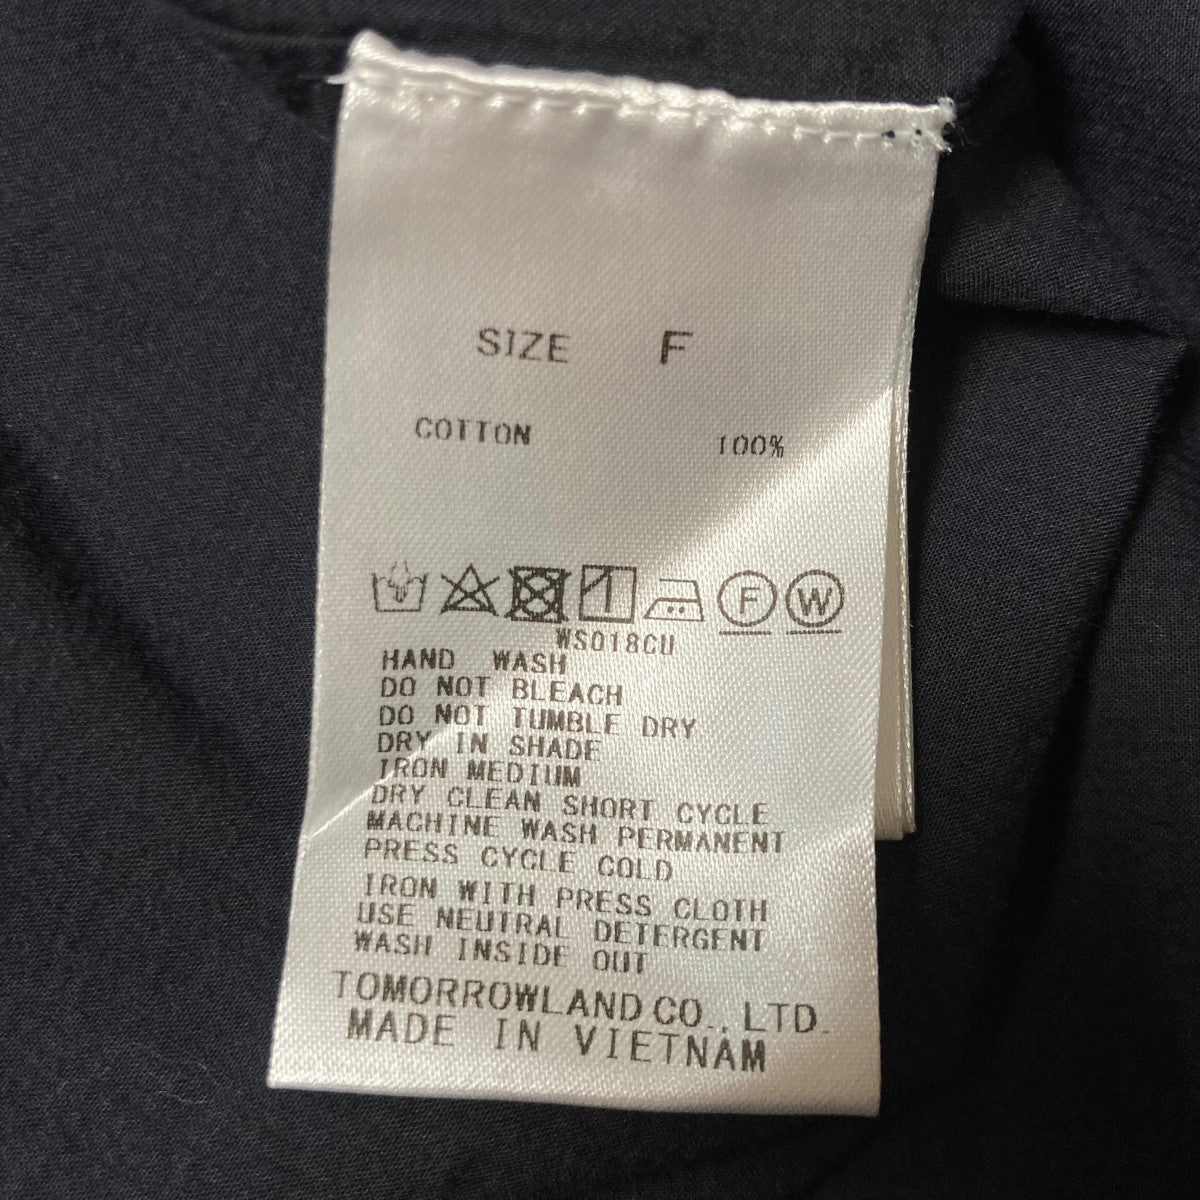 SIZE F
COTTON 100%
F W
WS018CU
HAND WASH
DO NOT BLEACH
DO NOT TUMBLE DRY
DRY IN SHADE
IRON MEDIUM
DRY CLEAN SHORT CYCLE
MACHINE WASH PERMANENT
PRESS CYCLE COLD
IRON WITH PRESS CLOTH
USE NEUTRAL DETERGENT
WASH INSIDE OUT
TOMORROWLAND CO., LTD.
MADE IN VIETNAM